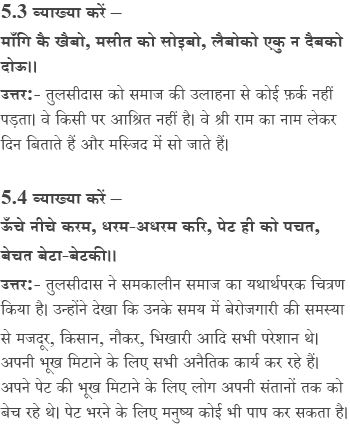 5.3 व्याख्या करें –
माँगि कै खैबो, मसीत को सोइबो, लैबोको एकु न दैबको
दोऊ।।
उत्तर:- तुलसीदास को समाज की उलाहना से कोई फ़र्क नहीं
पड़ता। वे किसी पर आश्रित नहीं है। वे श्री राम का नाम लेकर
दिन बिताते हैं और मस्जिद में सो जाते हैं।
5.4 व्याख्या करें –
ऊँचे नीचे करम, धरम-अधरम करि, पेट ही को पचत,
बेचत बेटा-बेटकी।।
उत्तर:- तुलसीदास ने समकालीन समाज का यथार्थपरक चित्रण
किया है। उन्होंने देखा कि उनके समय में बेरोजगारी की समस्या
से मजदूर, किसान, नौकर, भिखारी आदि सभी परेशान थे।
अपनी भूख मिटाने के लिए सभी अनैतिक कार्य कर रहे हैं।
अपने पेट की भूख मिटाने के लिए लोग अपनी संतानों तक को
बेच रहे थे। पेट भरने के लिए मनुष्य कोई भी पाप कर सकता है।